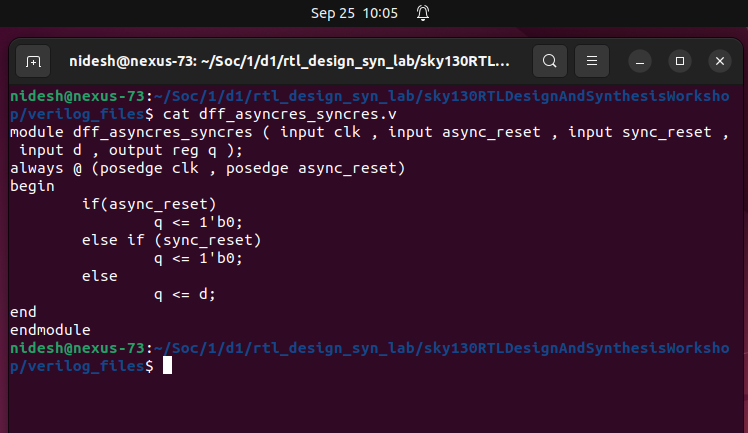 Sep 25 10:05
nidesh@nexus-73: ~/Soc/1/d1/rtl_design_syn_lab/sky130RTL...
nidesh@nexus-73:~/Soc/1/d1/rtl_design_syn_lab/sky130RTLDesignAndSynthesisWorksho
p/verilog_files$ cat dff_asyncres_syncres.v
module dff_asyncres_syncres ( input clk , input async_reset , input sync_reset ,
 input d , output reg q );
always @ (posedge clk , posedge async_reset)
begin
        if(async_reset)
                q <= 1'b0;
        else if (sync_reset)
                q <= 1'b0;
        else
                q <= d;
end
endmodule
nidesh@nexus-73:~/Soc/1/d1/rtl_design_syn_lab/sky130RTLDesignAndSynthesisWorksho
p/verilog_files$